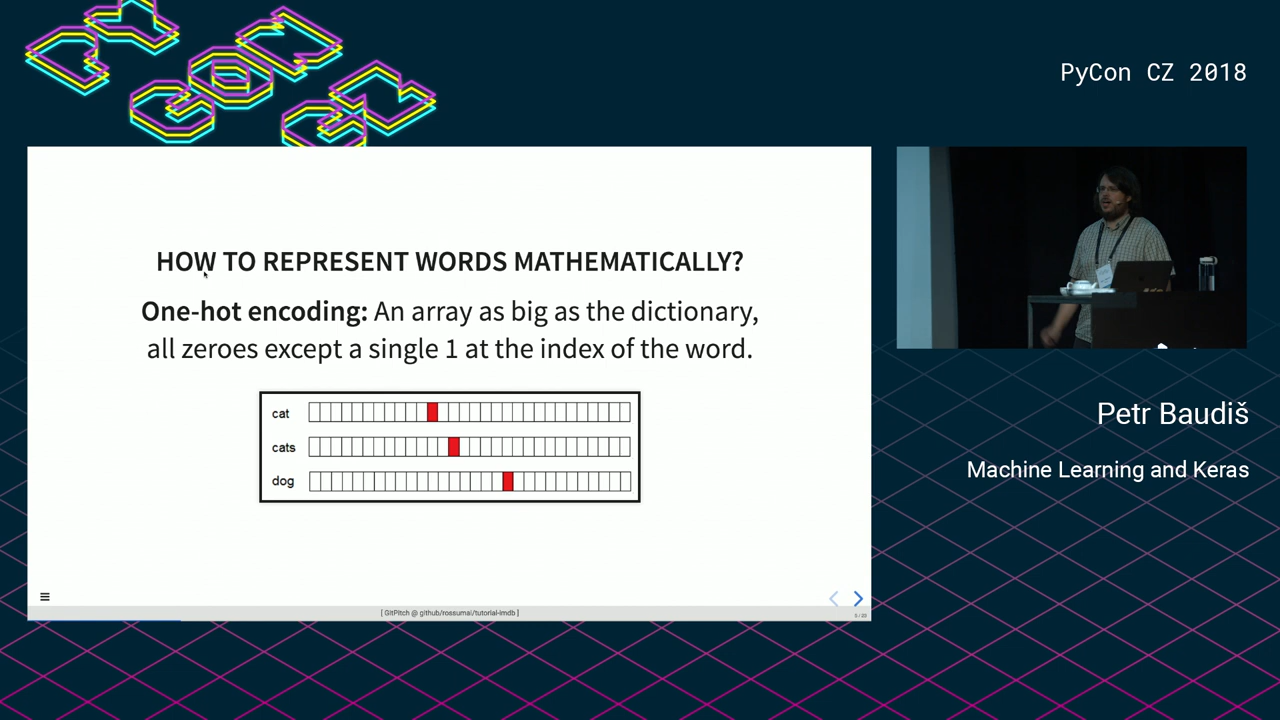 PYCON CZ
PyCon CZ 2018
HOW TO REPRESENT WORDS MATHEMATICALLY?
One-hot encoding: An array as big as the dictionary,
all zeroes except a single 1 at the index of the word.
cat
cats
dog
[ GitPitch @ github/rossumai/tutorial-imdb ]
Petr Baudiš
Machine Learning and Keras